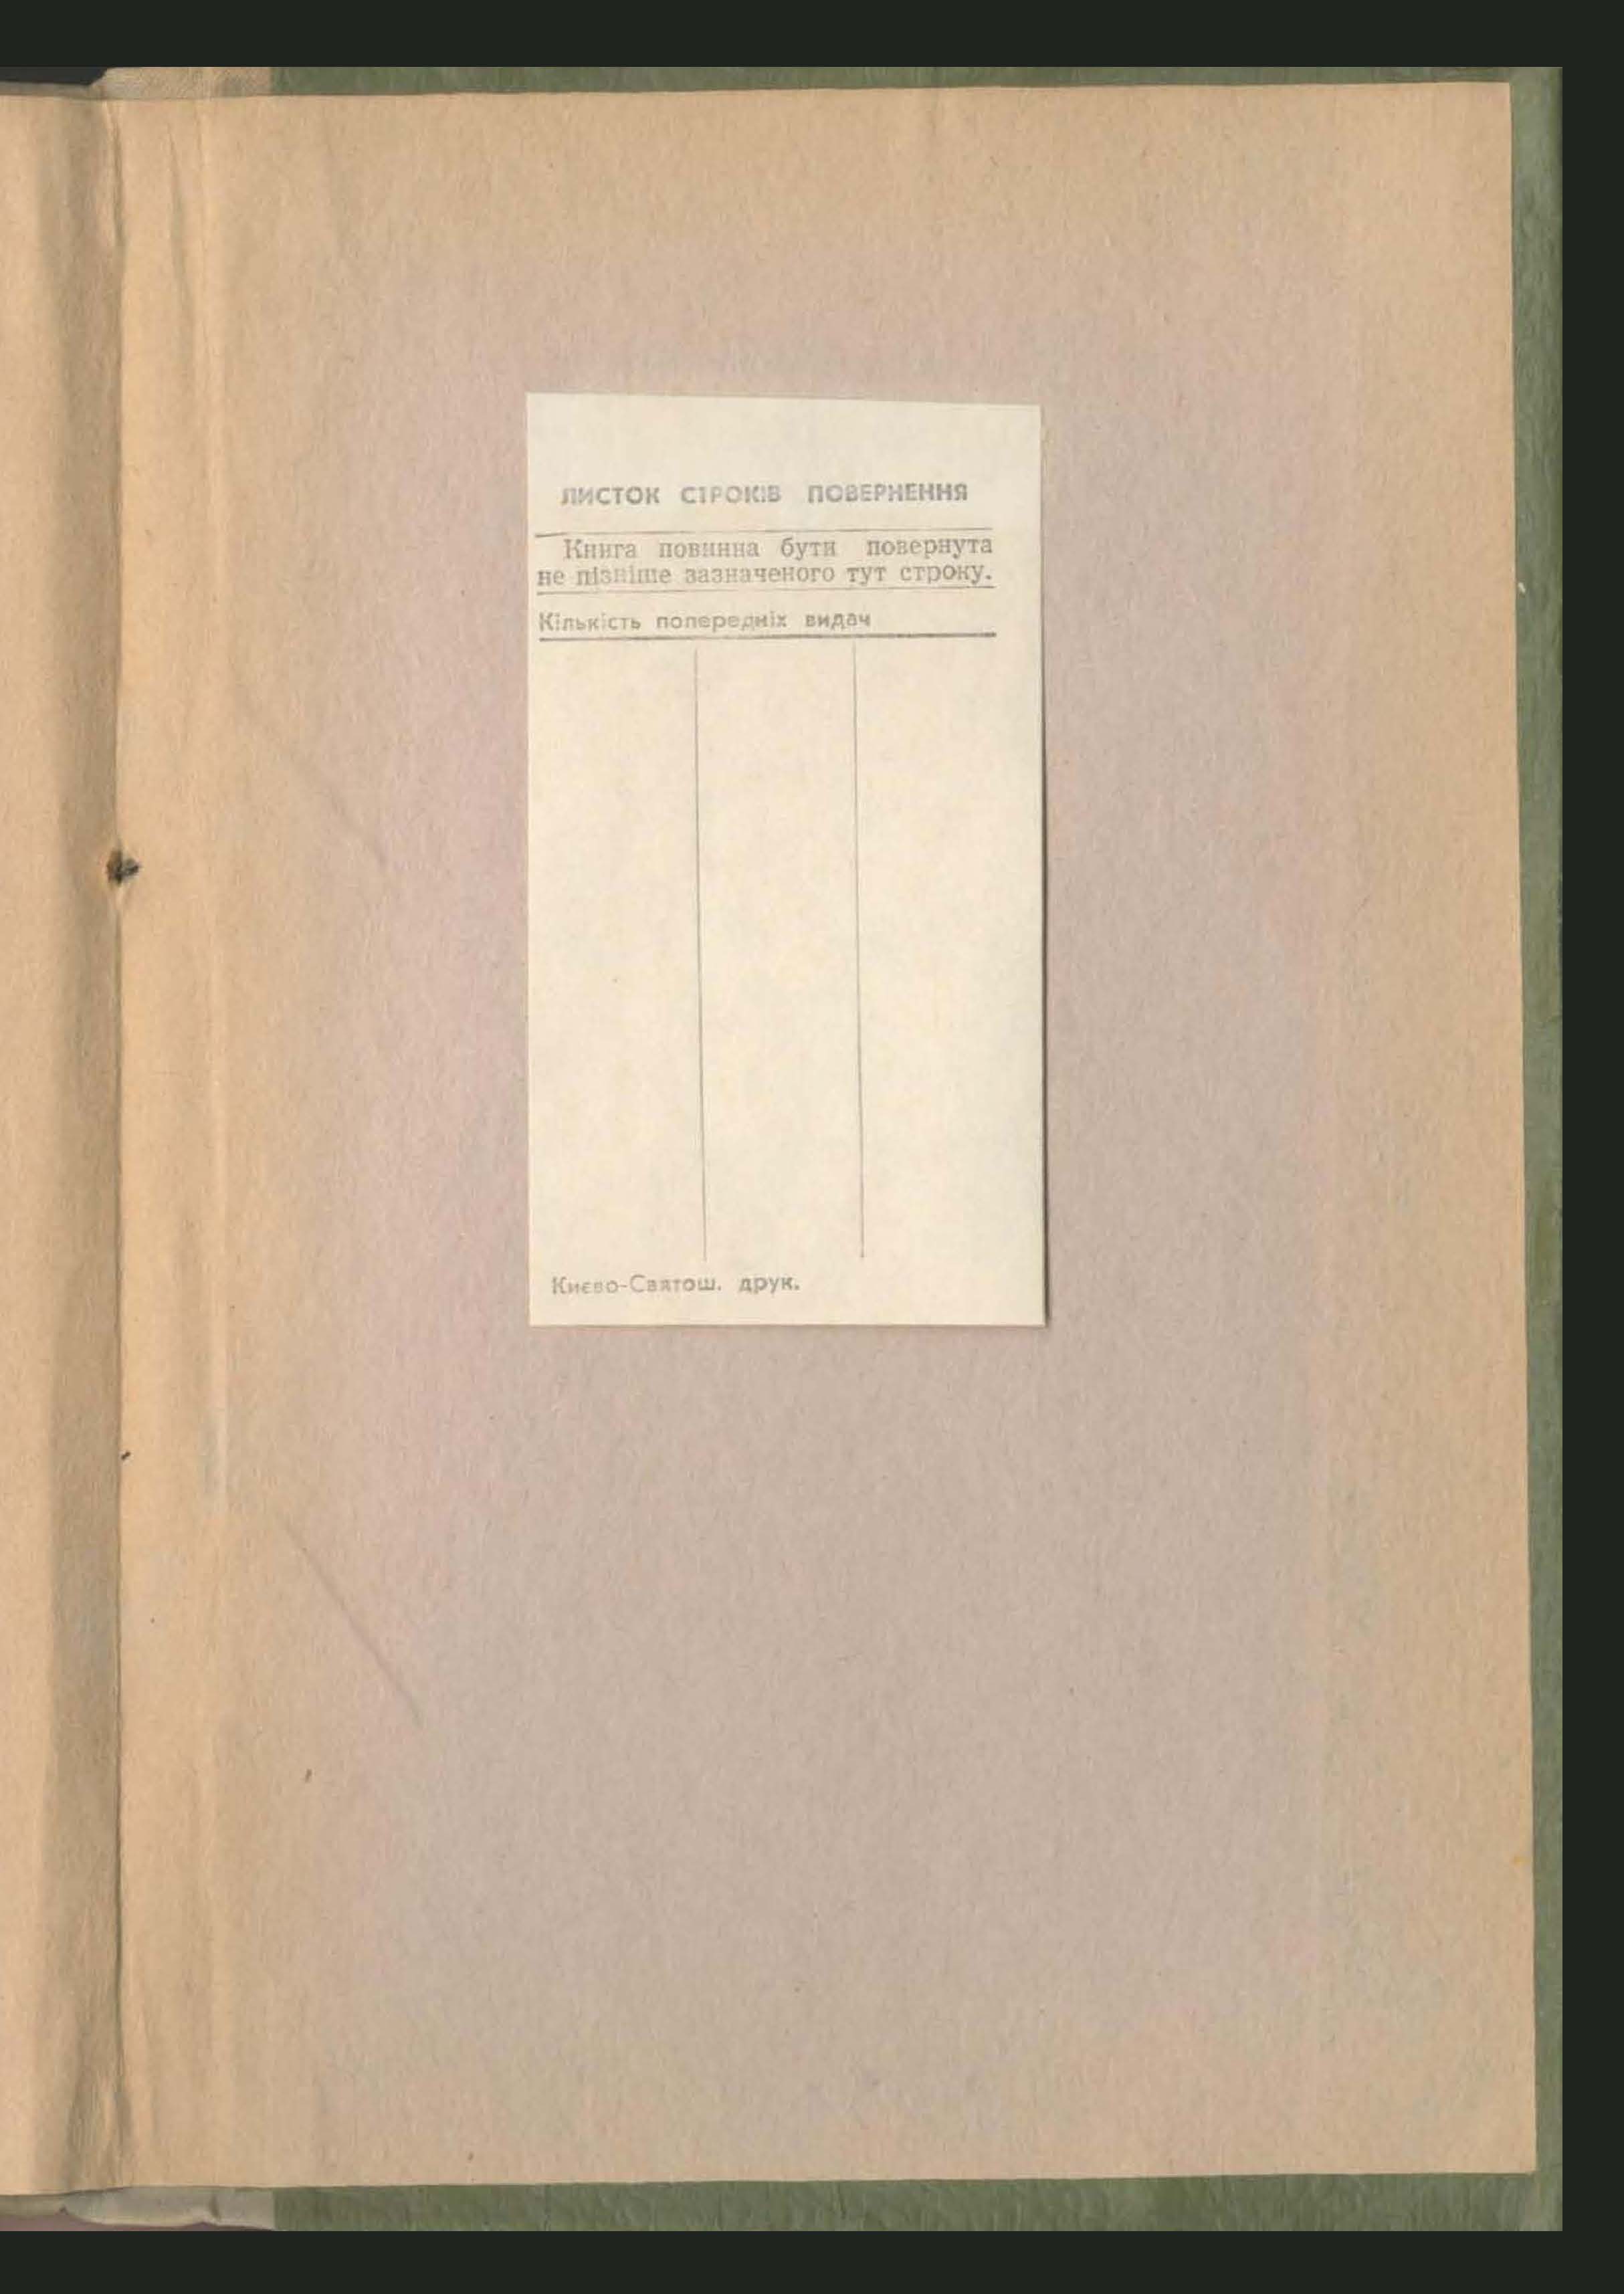 ЛИСТОК СТРОКІВ ПОВЕРНЕННЯ
Книга повинна бути повернута
не пізніше зазначеного тут строку.
Кількість попередніх видач
Києво-Святош. друк.